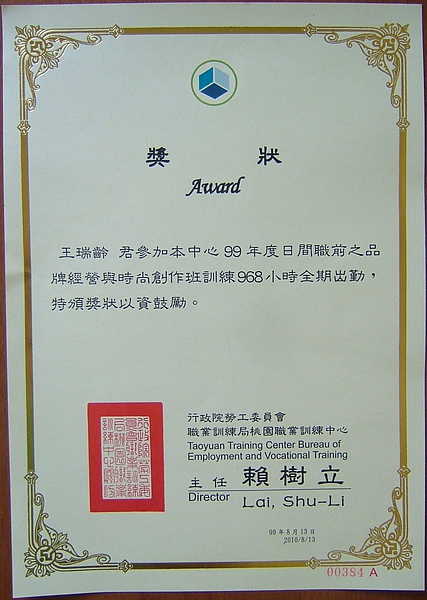 獎狀
Award
王瑞齡 君參加本中心99年度日間職前之品
牌經營與時尚創作班訓練968小時全期出勤，
特頒獎狀以資鼓勵。
行政院勞工委員會
職業訓練局桃園職業訓練中心
Taoyuan Training Center Bureau of
Employment and Vocational Training
主任 賴樹立
Director Lai, Shu-Li
99年8月13日
2010/8/13
00384 A